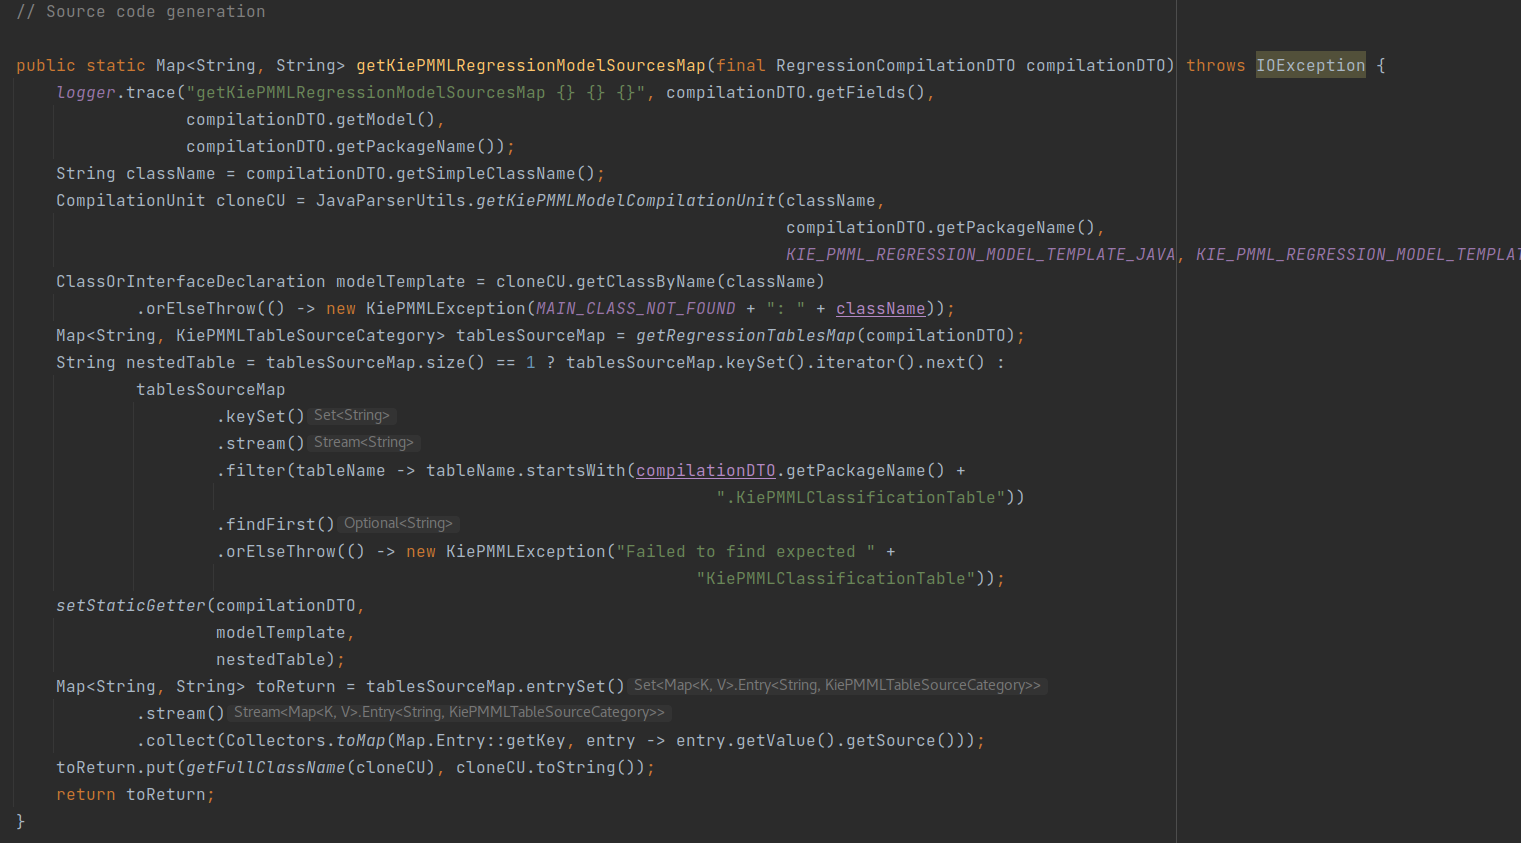 // Source code generation
public static Map<String, String> getKiePMMLRegressionModelSourcesMap(final RegressionCompilationDTO compilationDTO) throws IOException {
    logger.trace("getKiePMMLRegressionModelSourcesMap {} {} {}", compilationDTO.getFields(),
                 compilationDTO.getModel(),
                 compilationDTO.getPackageName());
    String className = compilationDTO.getSimpleClassName();
    CompilationUnit cloneCU = JavaParserUtils.getKiePMMLModelCompilationUnit(className,
                                                                             compilationDTO.getPackageName(),
                                                                             KIE_PMML_REGRESSION_MODEL_TEMPLATE_JAVA, KIE_PMML_REGRESSION_MODEL_TEMPLAT
    ClassOrInterfaceDeclaration modelTemplate = cloneCU.getClassByName(className)
            .orElseThrow(() -> new KiePMMLException(MAIN_CLASS_NOT_FOUND + ": " + className));
    Map<String, KiePMMLTableSourceCategory> tablesSourceMap = getRegressionTablesMap(compilationDTO);
    String nestedTable = tablesSourceMap.size() == 1 ? tablesSourceMap.keySet().iterator().next() :
            tablesSourceMap
                    .keySet() Set<String>
                    .stream() Stream<String>
                    .filter(tableName -> tableName.startsWith(compilationDTO.getPackageName() +
                                                                      ".KiePMMLClassificationTable"))
                    .findFirst() Optional<String>
                    .orElseThrow(() -> new KiePMMLException("Failed to find expected " +
                                                                    "KiePMMLClassificationTable"));
    setStaticGetter(compilationDTO,
                    modelTemplate,
                    nestedTable);
    Map<String, String> toReturn = tablesSourceMap.entrySet() Set<Map<K, V>.Entry<String, KiePMMLTableSourceCategory>>
            .stream() Stream<Map<K, V>.Entry<String, KiePMMLTableSourceCategory>>
            .collect(Collectors.toMap(Map.Entry::getKey, entry -> entry.getValue().getSource()));
    toReturn.put(getFullClassName(cloneCU), cloneCU.toString());
    return toReturn;
}